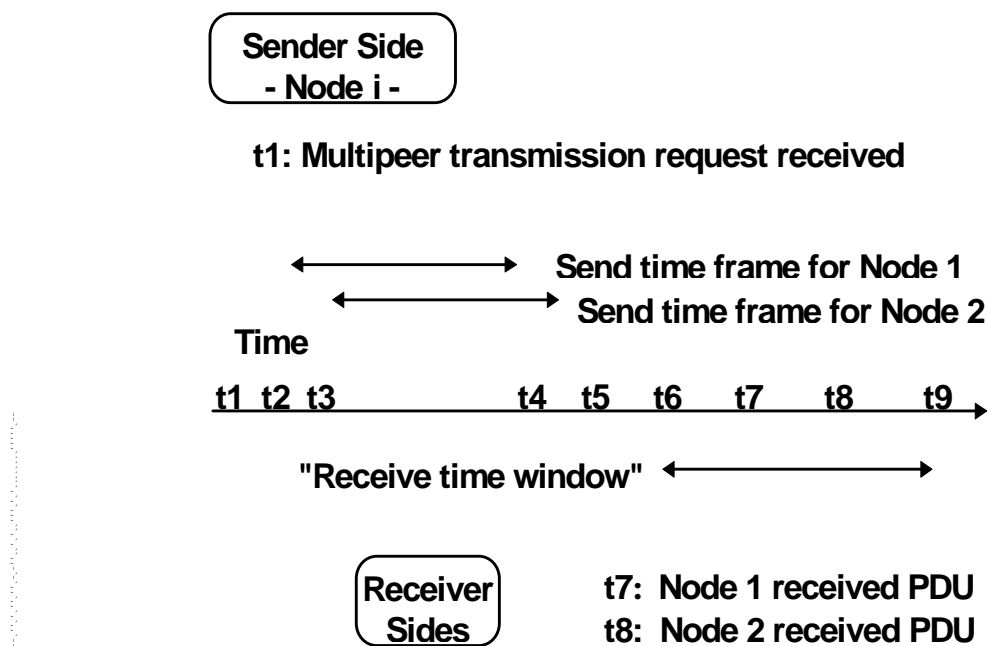 Sender Side
- Node i -
t1: Multipeer transmission request received
Send time frame for Node 1
Send time frame for Node 2
Time
t1 t2 t3 t4 t5 t6 t7 t8 t9
"Receive time window"
Receiver
Sides
t7: Node 1 received PDU
t8: Node 2 received PDU